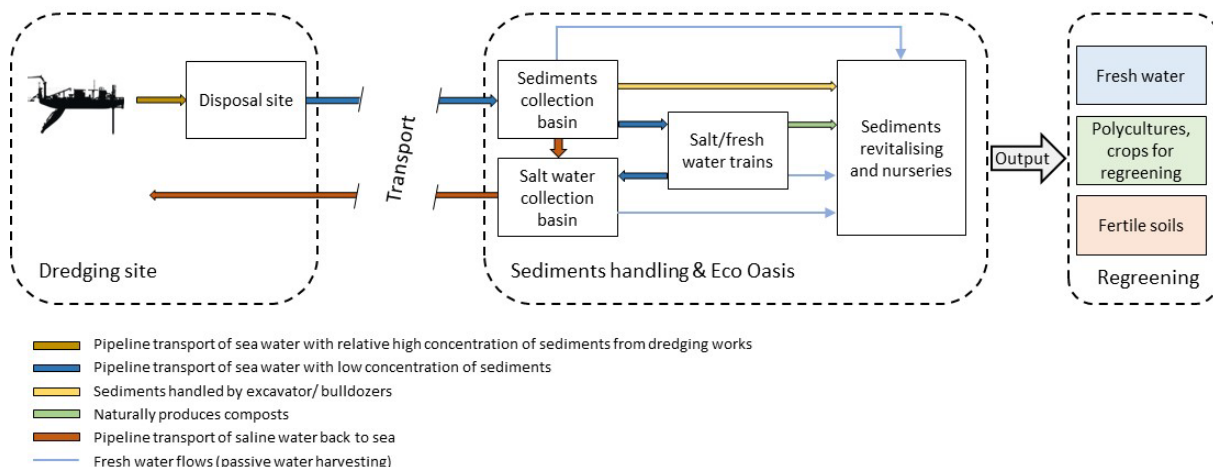 Disposal site
Dredging site
Transport
Sediments
collection
basin
Salt water
collection
basin
Salt/fresh
water trains
Sediments
revitalising
and nurseries
Sediments handling & Eco Oasis
Output
Fresh water
Polycultures,
crops for
regreening
Fertile soils
Regreening
Pipeline transport of sea water with relative high concentration of sediments from dredging works
Pipeline transport of sea water with low concentration of sediments
Sediments handled by excavator/ bulldozers
Naturally produces composts
Pipeline transport of saline water back to sea
Fresh water flows (passive water harvesting)